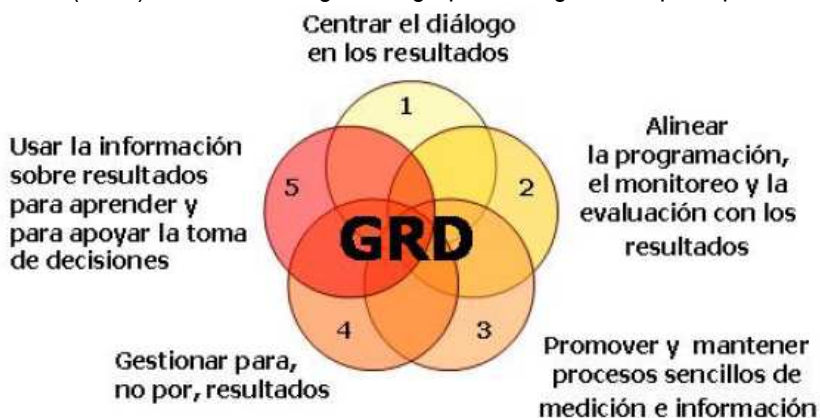 Centrar el diálogo
en los resultados
1
Alinear
la programación,
el monitoreo y la
evaluación con los
resultados
2
Promover y mantener
procesos sencillos de
medición e información
3
Gestionar para,
no por, resultados
4
Usar la información
sobre resultados
para aprender y
para apoyar la toma
de decisiones
5
GRD